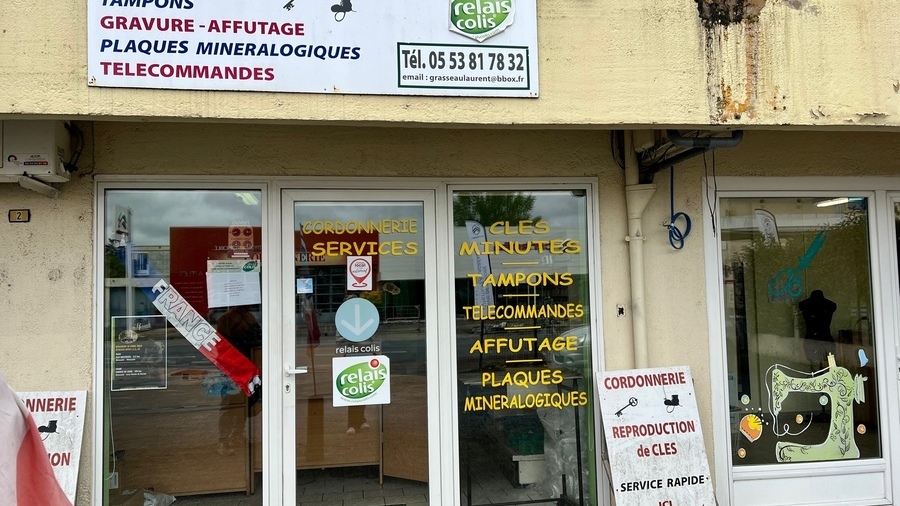 TAMPONS
GRAVURE - AFFUTAGE
PLAQUES MINERALOGIQUES
TELECOMMANDES
relais
colis
Tél. 05 53 81 78 32
email : grasseaulaurent@bbox.fr
2
FRANCE
CORDONNERIE
SERVICES
relais colis
relais
colis
CLES
MINUTES
TAMPONS
TELECOMMANDES
AFFUTAGE
PLAQUES
MINERALOGIQUES
CORDONNERIE
REPRODUCTION
de CLES
SERVICE RAPIDE
ICI
NNERIE
ION